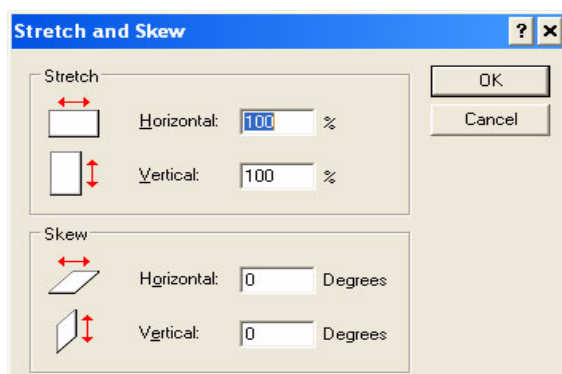 Stretch and Skew
Stretch
Horizontal: 100 %
Vertical: 100 %
OK
Cancel
Skew
Horizontal: 0 Degrees
Vertical: 0 Degrees